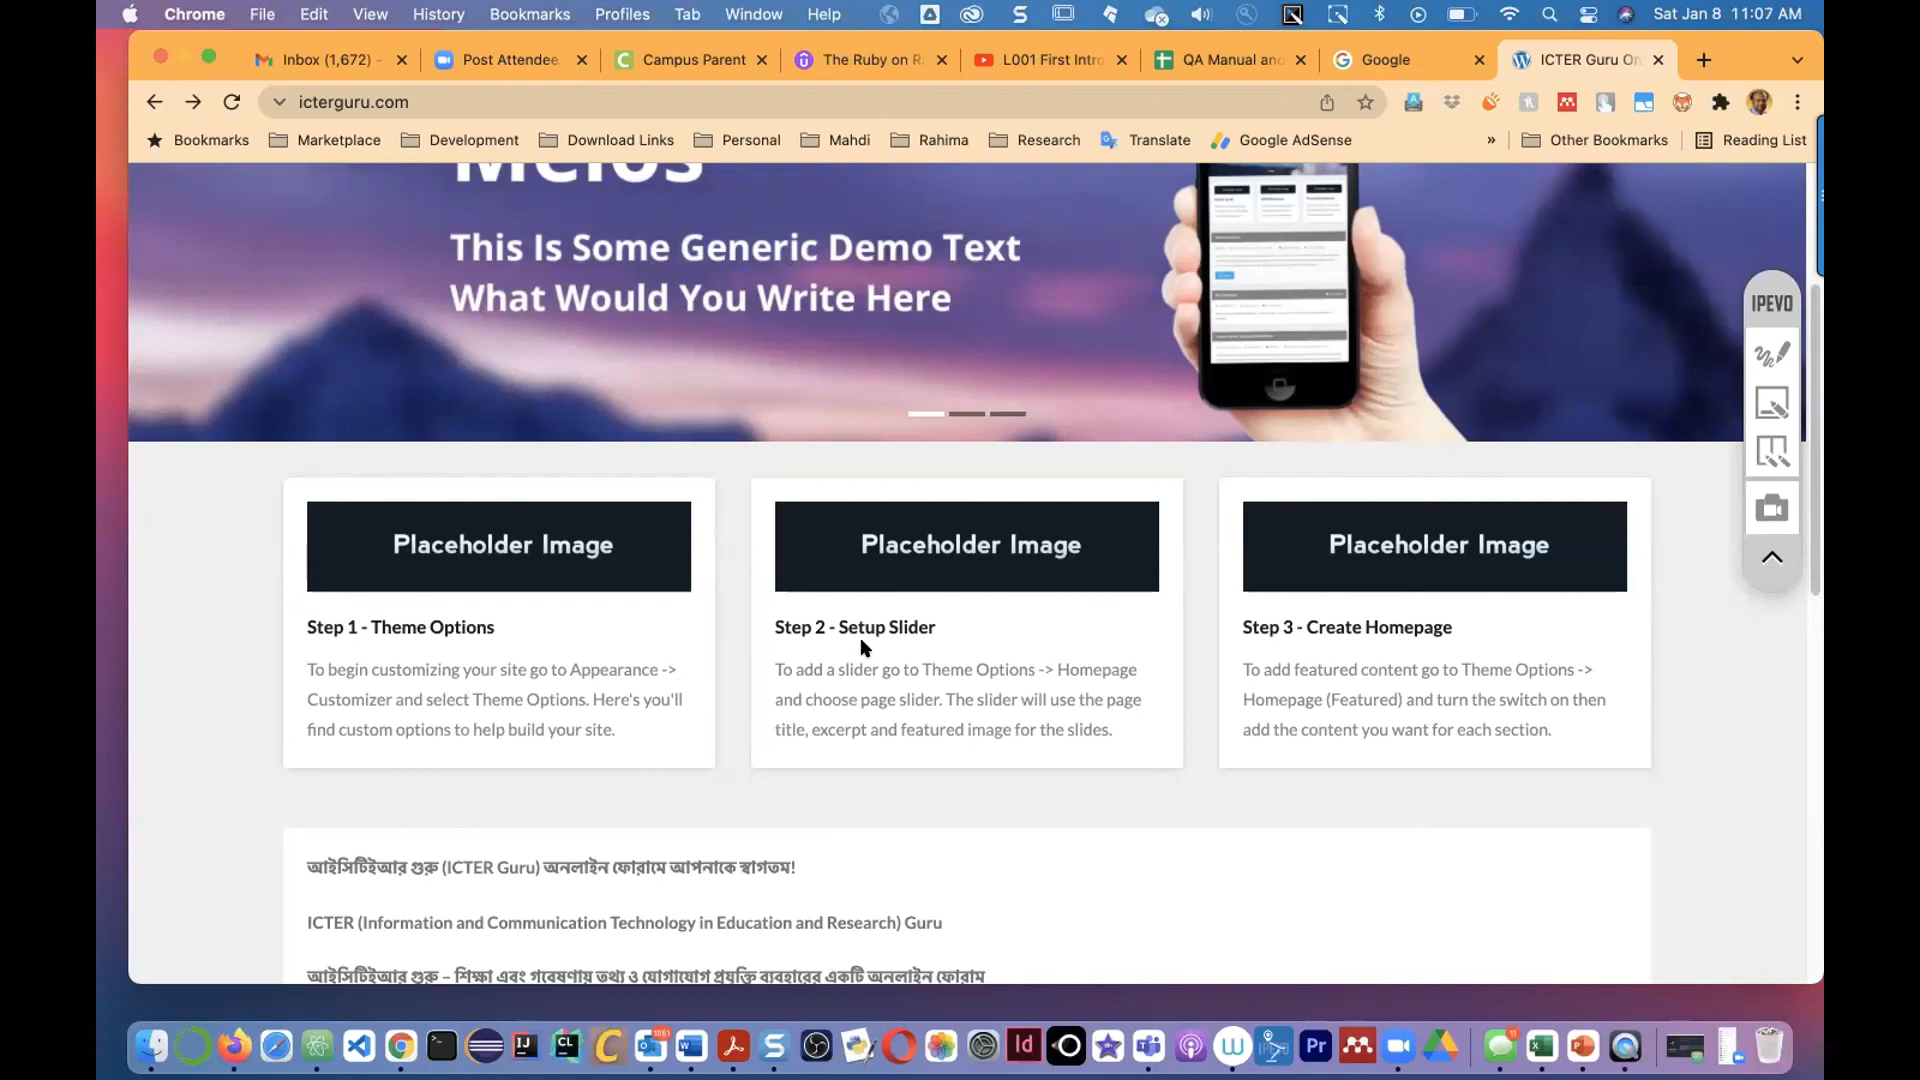 Chrome File Edit View History Bookmarks Profiles Tab Window Help Sat Jan 8 11:07 AM
Inbox (1,672) - Post Attendee Campus Parent The Ruby on R L001 First Intro QA Manual and Google ICTER Guru On
icterguru.com
Bookmarks Marketplace Development Download Links Personal Mahdi Rahima Research Translate Google AdSense » Other Bookmarks Reading List
This Is Some Generic Demo Text
What Would You Write Here
IPEVO
Placeholder Image
Step 1 - Theme Options
To begin customizing your site go to Appearance ->
Customizer and select Theme Options. Here's you'll
find custom options to help build your site.
Placeholder Image
Step 2 - Setup Slider
To add a slider go to Theme Options -> Homepage
and choose page slider. The slider will use the page
title, excerpt and featured image for the slides.
Placeholder Image
Step 3 - Create Homepage
To add featured content go to Theme Options ->
Homepage (Featured) and turn the switch on then
add the content you want for each section.
আইসিটিইআর গুরু (ICTER Guru) অনলাইন ফোরামে আপনাকে স্বাগতম!
ICTER (Information and Communication Technology in Education and Research) Guru
আইসিটিইআর গুরু – শিক্ষা এবং গবেষণায় তথ্য ও যোগাযোগ প্রযুক্তি ব্যবহারের একটি অনলাইন ফোরাম